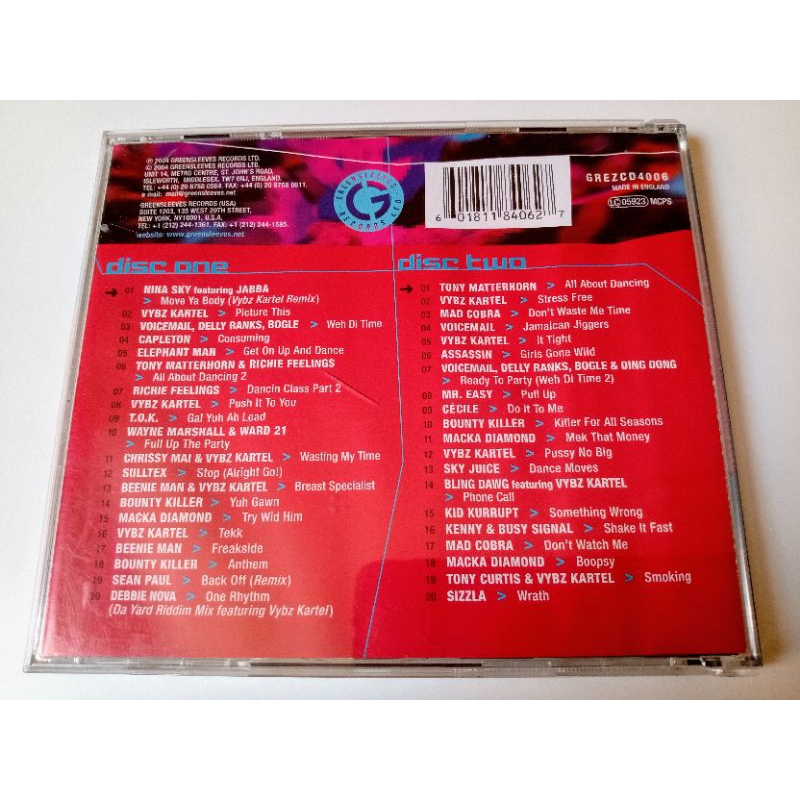 ℗ 2004 GREENSLEEVES RECORDS LTD.
© 2004 GREENSLEEVES RECORDS LTD.
UNIT 14, METRO CENTRE, ST. JOHN'S ROAD,
ISLEWORTH, MIDDLESEX, TW7 6NJ, ENGLAND.
TEL: +44 (0) 20 8758 0564. FAX: +44 (0) 20 8758 0811.
e mail: mail@greensleeves.net
GREENSLEEVES RECORDS (USA)
SUITE 1203, 135 WEST 29TH STREET,
NEW YORK, NY10001, U.S.A.
TEL: +1 (212) 244-1361. FAX: +1 (212) 244-1585.
website: www.greensleeves.net
GREENSLEEVES
G
RECORDS LTD
6 01811 84062 7
GREZCD4006
MADE IN ENGLAND
LC 05923 MCPS
disc one
01 NINA SKY featuring JABBA
> Move Ya Body (Vybz Kartel Remix)
02 VYBZ KARTEL > Picture This
03 VOICEMAIL, DELLY RANKS, BOGLE > Weh Di Time
04 CAPLETON > Consuming
05 ELEPHANT MAN > Get On Up And Dance
06 TONY MATTERHORN & RICHIE FEELINGS
> All About Dancing 2
07 RICHIE FEELINGS > Dancin Class Part 2
08 VYBZ KARTEL > Push It To You
09 T.O.K. > Gal Yuh Ah Lead
10 WAYNE MARSHALL & WARD 21
> Full Up The Party
11 CHRISSY MAI & VYBZ KARTEL > Wasting My Time
12 SULLTEX > Stop (Alright Go!)
13 BEENIE MAN & VYBZ KARTEL > Breast Specialist
14 BOUNTY KILLER > Yuh Gawn
15 MACKA DIAMOND > Try Wid Him
16 VYBZ KARTEL > Tekk
17 BEENIE MAN > Freakside
18 BOUNTY KILLER > Anthem
19 SEAN PAUL > Back Off (Remix)
20 DEBBIE NOVA > One Rhythm
(Da Yard Riddim Mix featuring Vybz Kartel)
disc two
01 TONY MATTERHORN > All About Dancing
02 VYBZ KARTEL > Stress Free
03 MAD COBRA > Don't Waste Me Time
04 VOICEMAIL > Jamaican Jiggers
05 VYBZ KARTEL > It Tight
06 ASSASSIN > Girls Gone Wild
07 VOICEMAIL, DELLY RANKS, BOGLE & DING DONG
> Ready To Party (Weh Di Time 2)
08 MR. EASY > Pull Up
09 CÉCILE > Do It To Me
10 BOUNTY KILLER > Killer For All Seasons
11 MACKA DIAMOND > Mek That Money
12 VYBZ KARTEL > Pussy No Big
13 SKY JUICE > Dance Moves
14 BLING DAWG featuring VYBZ KARTEL
> Phone Call
15 KID KURRUPT > Something Wrong
16 KENNY & BUSY SIGNAL > Shake It Fast
17 MAD COBRA > Don't Watch Me
18 MACKA DIAMOND > Boopsy
19 TONY CURTIS & VYBZ KARTEL > Smoking
20 SIZZLA > Wrath